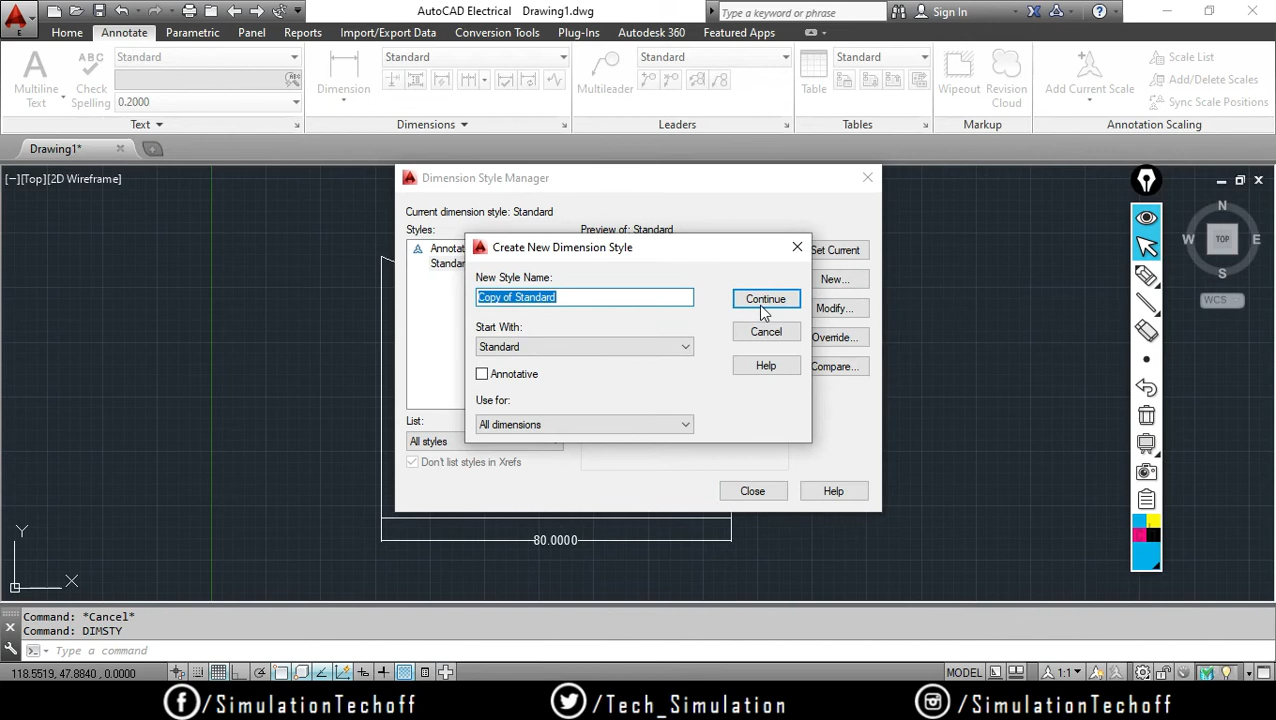 AutoCAD Electrical Drawing1.dwg
Type a keyword or phrase
Sign In
E
Home Annotate Parametric Panel Reports Import/Export Data Conversion Tools Plug-Ins Autodesk 360 Featured Apps
A
Multiline Text
ABC
Check Spelling
Standard
ABC
0.2000
Text
Dimension
Standard
Dimensions
Multileader
Standard
Leaders
Table
Standard
Tables
Wipeout
Revision Cloud
Markup
Add Current Scale
Scale List
Add/Delete Scales
Sync Scale Positions
Annotation Scaling
Drawing1*
[−][Top][2D Wireframe]
Dimension Style Manager
Current dimension style: Standard
Styles:
Preview of: Standard
Annotat
Standar
Set Current
New...
Modify...
Override...
Compare...
List:
All styles
Don't list styles in Xrefs
Close
Help
Create New Dimension Style
New Style Name:
Copy of Standard
Start With:
Standard
Annotative
Use for:
All dimensions
Continue
Cancel
Help
N
W TOP E
S
WCS
Y
X
80.0000
Command: *Cancel*
Command: DIMSTY
Type a command
118.5519, 47.8840, 0.0000
MODEL
1:1
f /SimulationTechoff
/Tech_Simulation
/SimulationTechoff